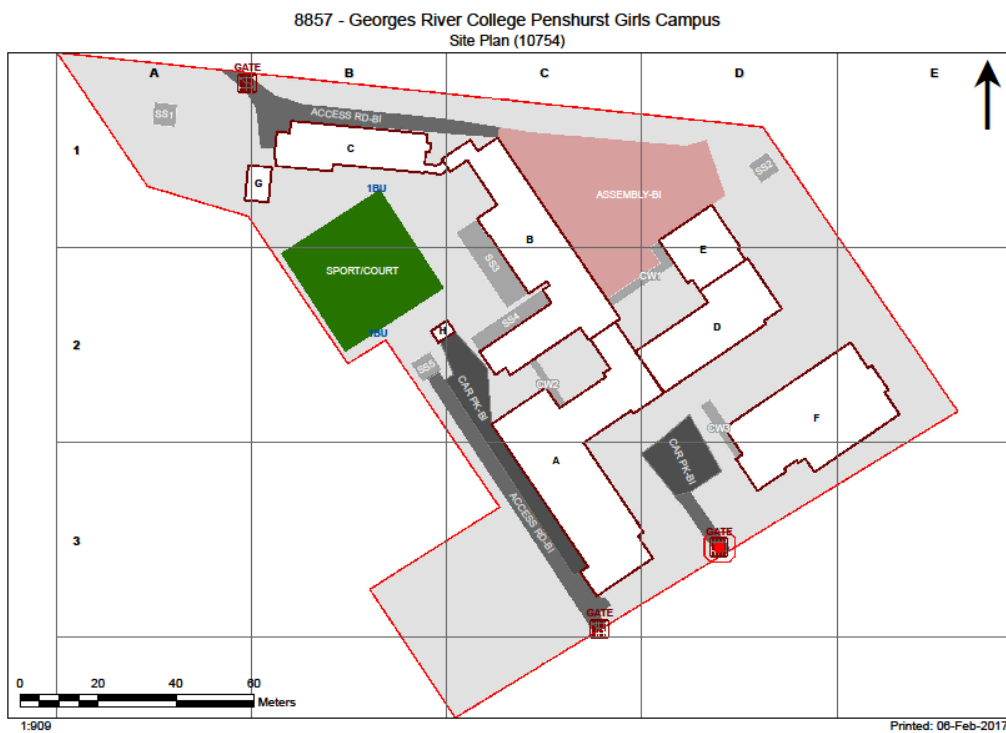 8857 - Georges River College Penshurst Girls Campus
Site Plan (10754)
A
B
C
D
E
GATE
SS1
ACCESS RD-BI
1
C
SS2
G
1BU
ASSEMBLY-BI
B
E
SPORT/COURT
SS3
CW1
SS4
D
1BU
H
2
SS5
CW2
CAR PK-BI
F
CW3
A
CAR PK-BI
ACCESS RD-BI
GATE
3
GATE
0 20 40 60
Meters
1:909
Printed: 06-Feb-2017